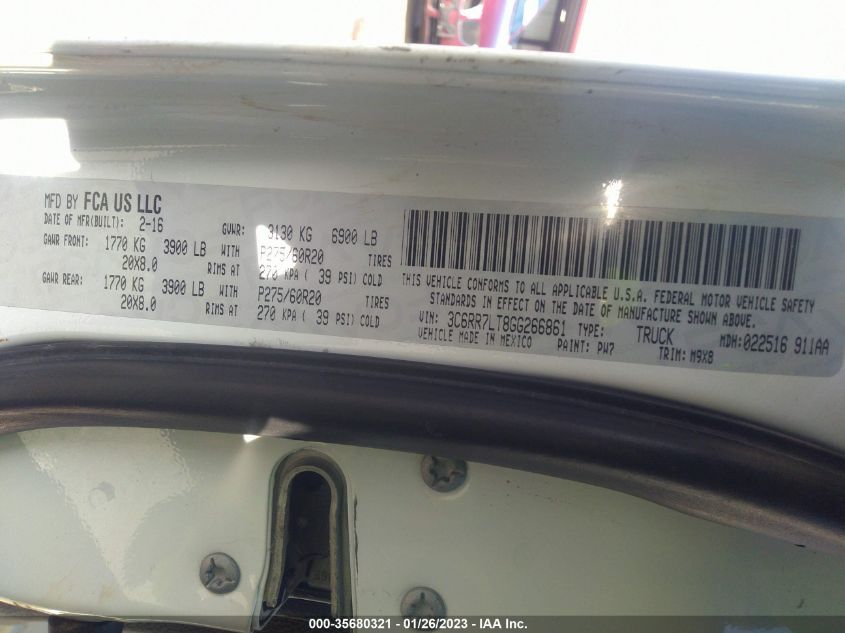 MFD BY FCA US LLC
DATE OF MFR(BUILT): 2-16 GVWR: 3130 KG 6900 LB
GAWR FRONT: 1770 KG 3900 LB WITH P275/60R20 TIRES
20X8.0 RIMS AT 270 KPA ( 39 PSI) COLD
GAWR REAR: 1770 KG 3900 LB WITH P275/60R20 TIRES
20X8.0 RIMS AT 270 KPA ( 39 PSI) COLD
THIS VEHICLE CONFORMS TO ALL APPLICABLE U.S.A. FEDERAL MOTOR VEHICLE SAFETY
STANDARDS IN EFFECT ON THE DATE OF MANUFACTURE SHOWN ABOVE.
VIN: 3C6RR7LT8GG266861 TYPE: TRUCK MDH: 022516 911AA
VEHICLE MADE IN MEXICO PAINT: PW7 TRIM: M9X8
000-35680321 - 01/26/2023 - IAA Inc.